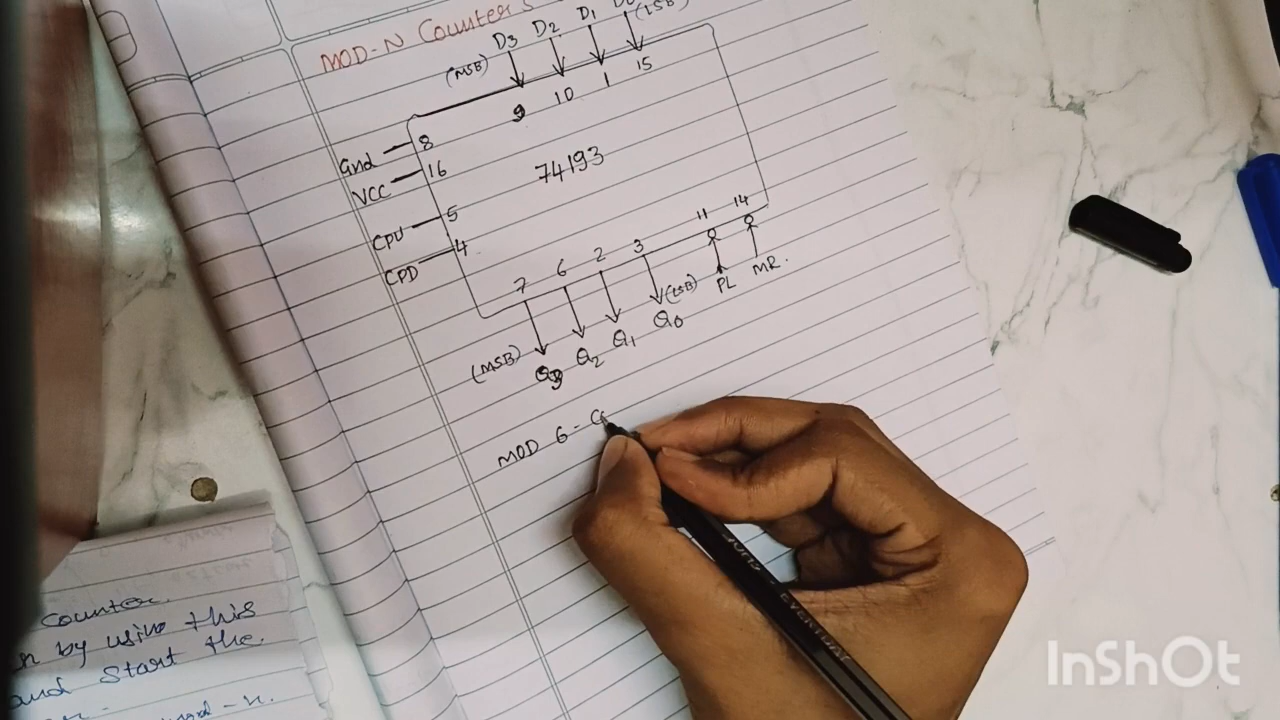 MOD-N Counters
D3 D2 D1 D0
(MSB) (LSB)
9 10 1 15
Gnd 8
VCC 16
74193
CPU 5
CPD 4
7 6 2 3 11 14
(MSB) Q3 Q2 Q1 Q0 (LSB) PL MR.
MOD 6-
Counter.
by using this
and start the
InShOt